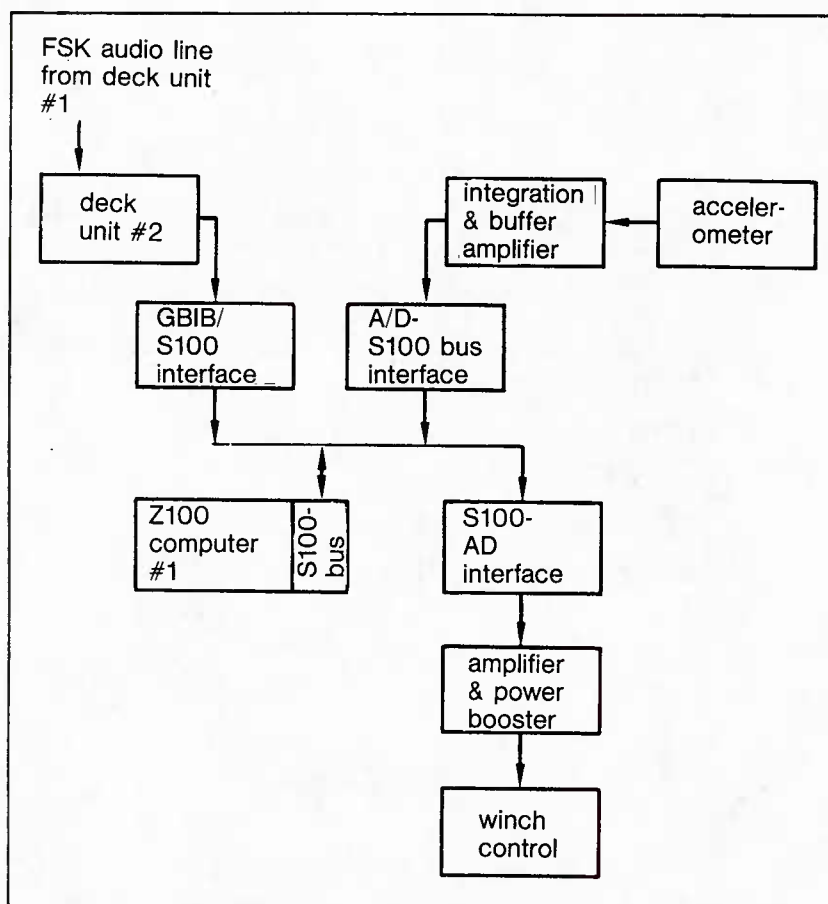 FSK audio line
from deck unit
#1
deck
unit #2
integration
& buffer
amplifier
acceler-
ometer
GBIB/
S100
interface
A/D-
S100 bus
interface
Z100
computer
#1
S100-
bus
S100-
AD
interface
amplifier
& power
booster
winch
control